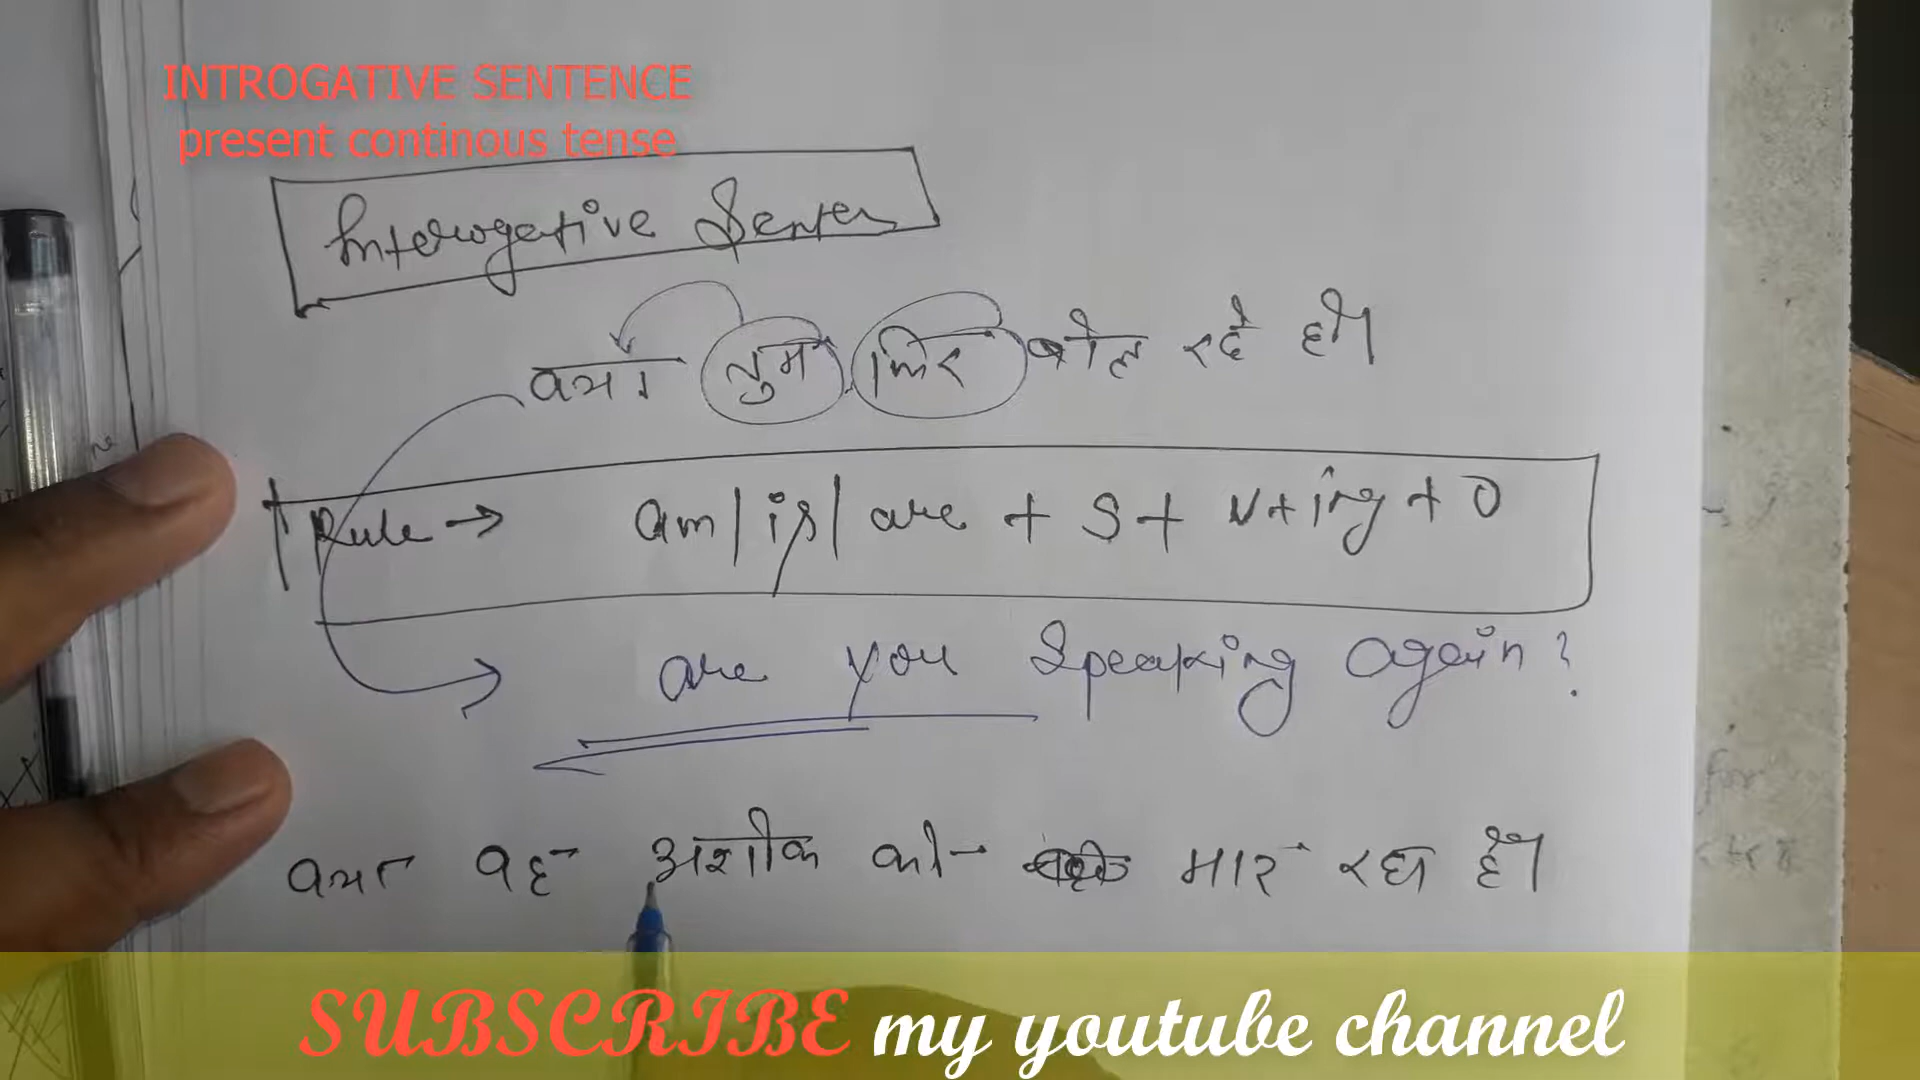 INTROGATIVE SENTENCE
present continous tense
Interogative Senten
क्या तुम फिर बोल रहे हो।
Rule → am/is/are + S + V+ing + O
are you Speaking again?
क्या वह अशोक को मार रहा है।
SUBSCRIBE my youtube channel